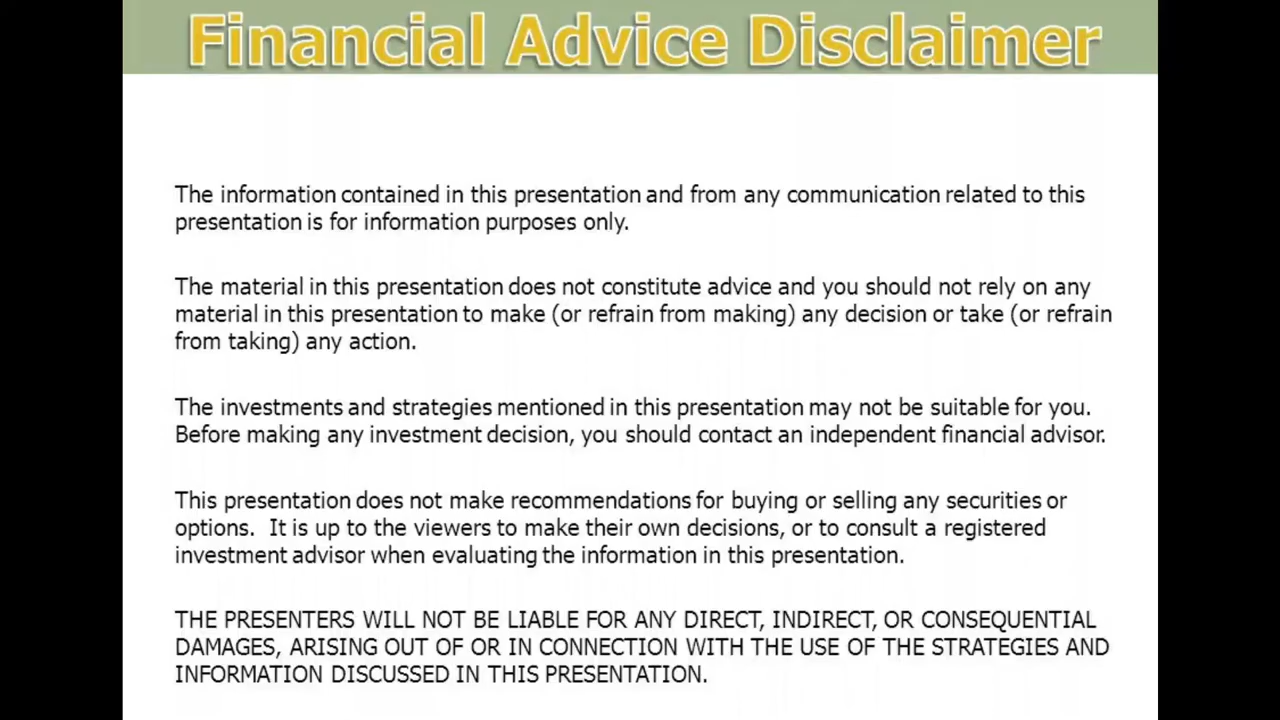 Financial Advice Disclaimer
The information contained in this presentation and from any communication related to this
presentation is for information purposes only.
The material in this presentation does not constitute advice and you should not rely on any
material in this presentation to make (or refrain from making) any decision or take (or refrain
from taking) any action.
The investments and strategies mentioned in this presentation may not be suitable for you.
Before making any investment decision, you should contact an independent financial advisor.
This presentation does not make recommendations for buying or selling any securities or
options.  It is up to the viewers to make their own decisions, or to consult a registered
investment advisor when evaluating the information in this presentation.
THE PRESENTERS WILL NOT BE LIABLE FOR ANY DIRECT, INDIRECT, OR CONSEQUENTIAL
DAMAGES, ARISING OUT OF OR IN CONNECTION WITH THE USE OF THE STRATEGIES AND
INFORMATION DISCUSSED IN THIS PRESENTATION.